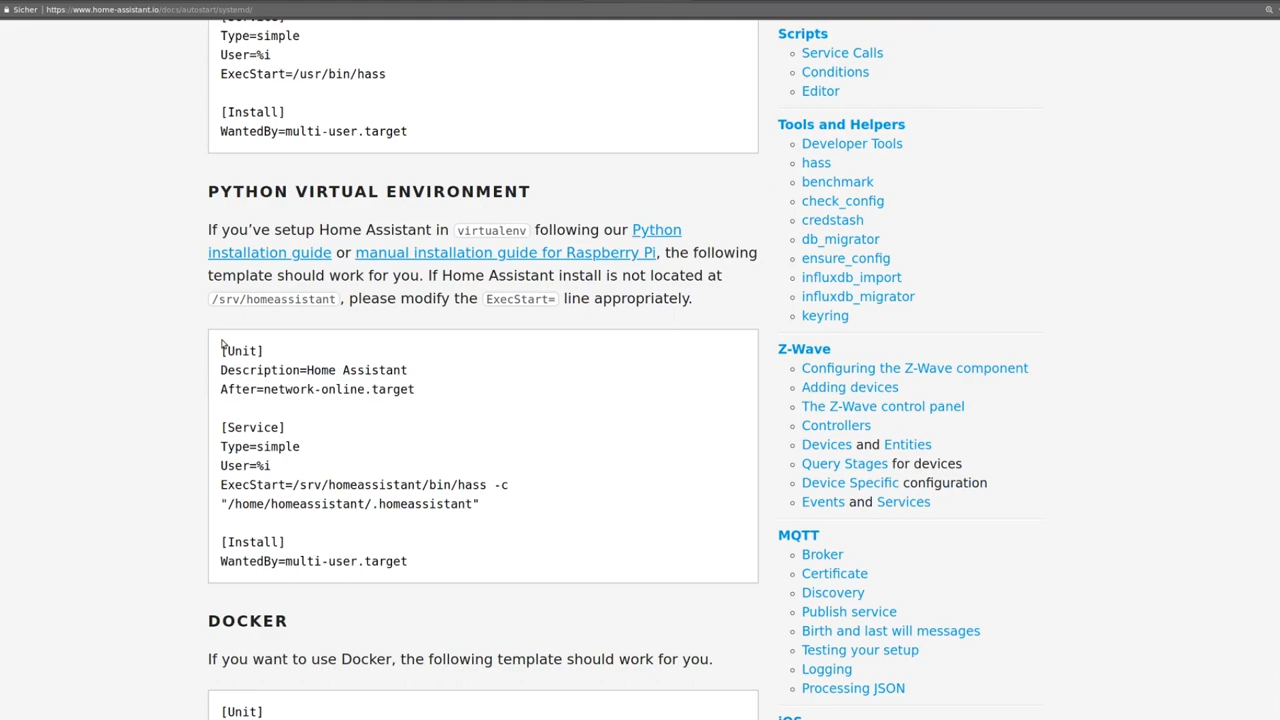 Sicher | https://www.home-assistant.io/docs/autostart/systemd/
[Service]
Type=simple
User=%i
ExecStart=/usr/bin/hass
[Install]
WantedBy=multi-user.target
PYTHON VIRTUAL ENVIRONMENT
If you’ve setup Home Assistant in virtualenv following our Python
installation guide or manual installation guide for Raspberry Pi, the following
template should work for you. If Home Assistant install is not located at
/srv/homeassistant, please modify the ExecStart= line appropriately.
[Unit]
Description=Home Assistant
After=network-online.target
[Service]
Type=simple
User=%i
ExecStart=/srv/homeassistant/bin/hass -c
"/home/homeassistant/.homeassistant"
[Install]
WantedBy=multi-user.target
DOCKER
If you want to use Docker, the following template should work for you.
[Unit]
Scripts
Service Calls
Conditions
Editor
Tools and Helpers
Developer Tools
hass
benchmark
check_config
credstash
db_migrator
ensure_config
influxdb_import
influxdb_migrator
keyring
Z-Wave
Configuring the Z-Wave component
Adding devices
The Z-Wave control panel
Controllers
Devices and Entities
Query Stages for devices
Device Specific configuration
Events and Services
MQTT
Broker
Certificate
Discovery
Publish service
Birth and last will messages
Testing your setup
Logging
Processing JSON
iOS